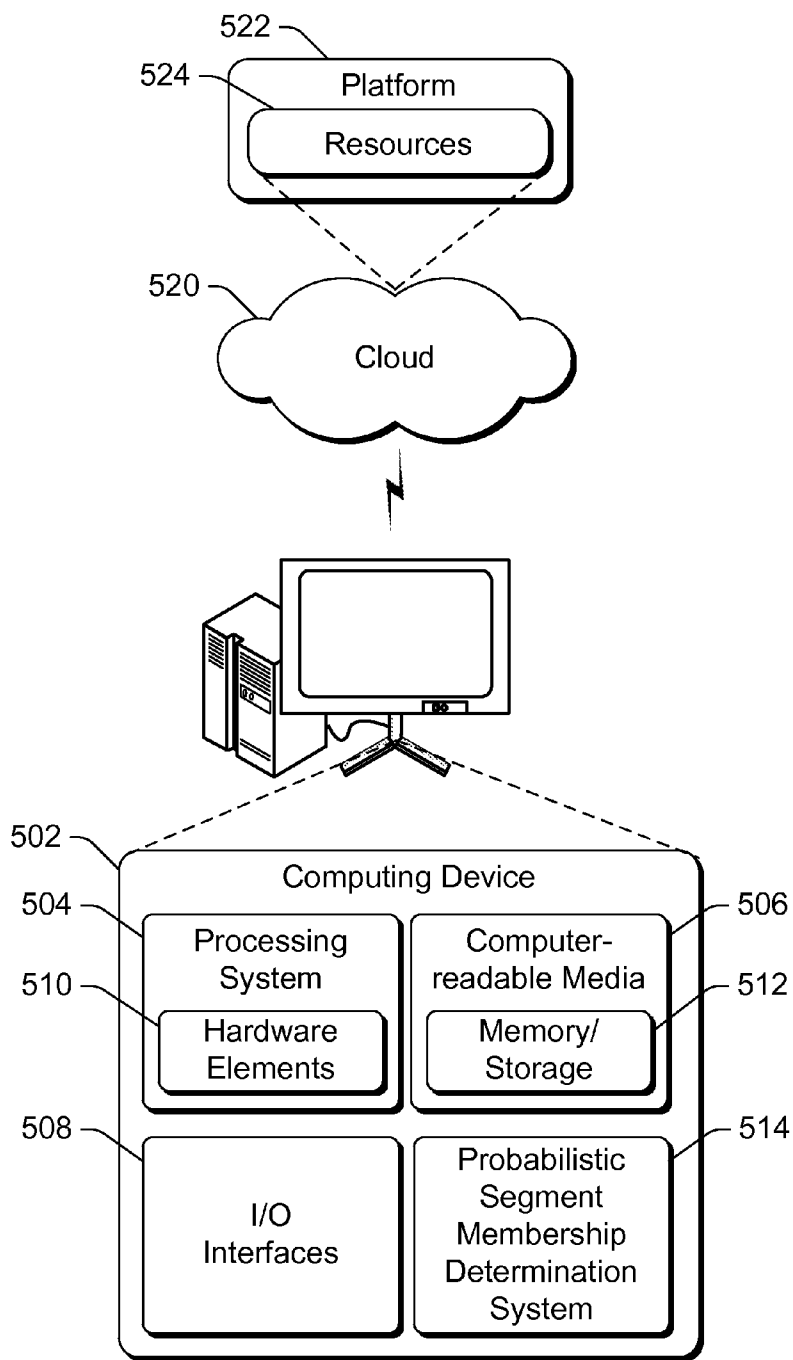 522
Platform
524
Resources
520
Cloud
502
Computing Device
504
Processing
System
510
Hardware
Elements
506
Computer-
readable Media
512
Memory/
Storage
508
I/O
Interfaces
514
Probabilistic
Segment
Membership
Determination
System